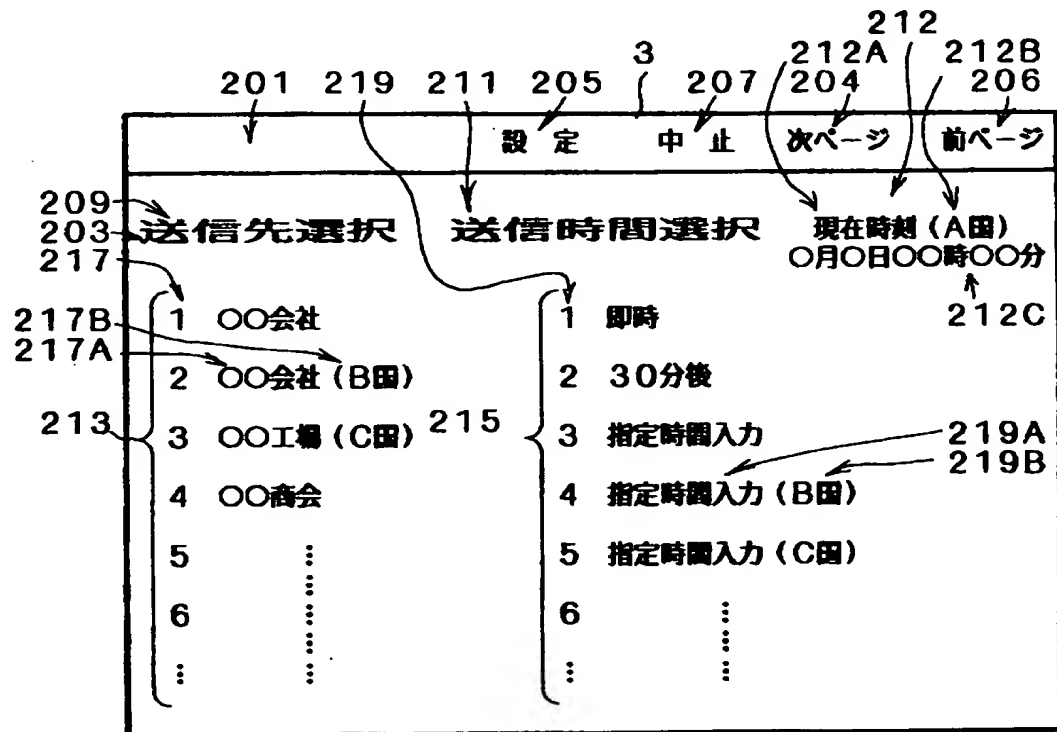 212
3 212A 212B
201 219 211 205 207 204 206
設定 中止 次ページ 前ページ
209 送信先選択 送信時間選択 現在時刻(A国)
203 ○月○日○○時○○分
217
217B 1 ○○会社 1 即時 212C
217A 2 ○○会社(B国) 2 30分後
213 3 ○○工場(C国) 215 3 指定時間入力 219A
219B
4 ○○商会 4 指定時間入力(B国)
5 ⋮ 5 指定時間入力(C国)
6 6 ⋮
⋮ ⋮